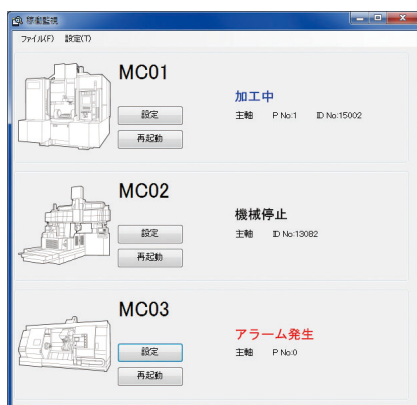 稼働監視
ファイル(F) 設定(T)
MC01
加工中
設定
主軸 P No:1 ID No:15002
再起動
MC02
機械停止
設定
主軸 ID No:13082
再起動
MC03
アラーム発生
設定
主軸 P No:0
再起動